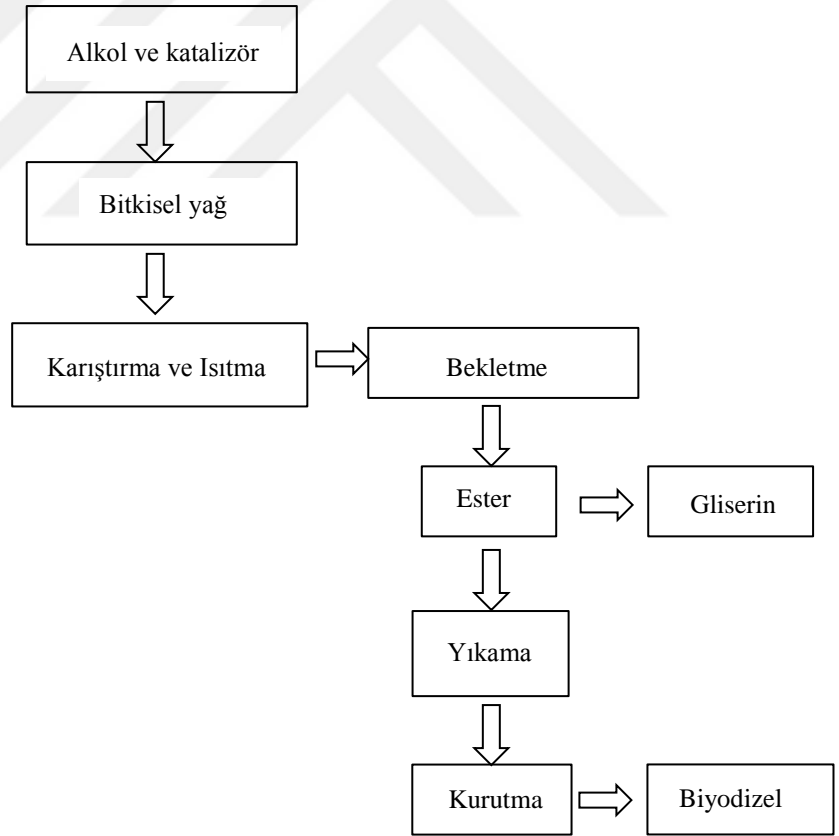 Alkol ve katalizör
Bitkisel yağ
Karıştırma ve Isıtma
Bekletme
Ester
Gliserin
Yıkama
Kurutma
Biyodizel